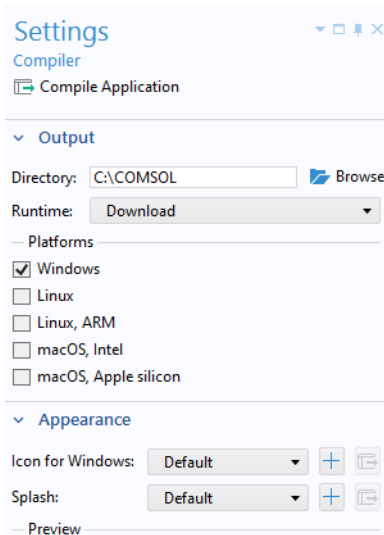 Settings
Compiler
Compile Application
Output
Directory: C:\COMSOL Browse
Runtime: Download
Platforms
Windows
Linux
Linux, ARM
macOS, Intel
macOS, Apple silicon
Appearance
Icon for Windows: Default
Splash: Default
Preview